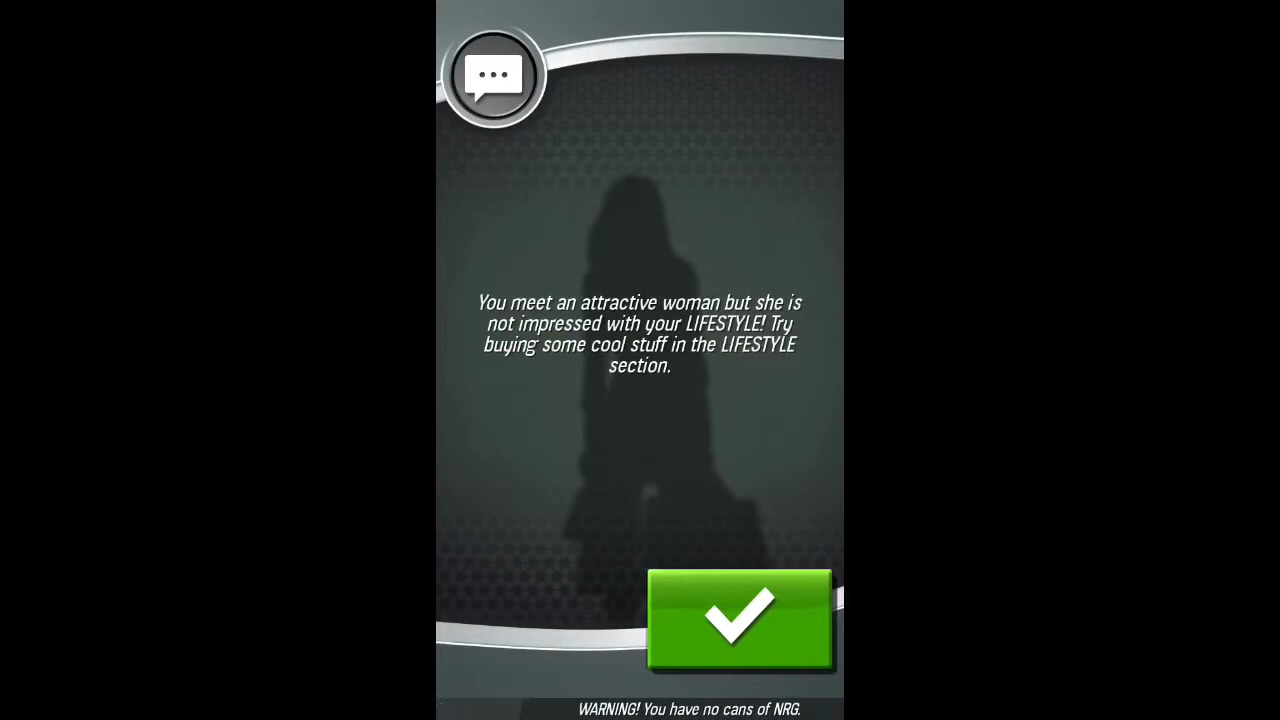 You meet an attractive woman but she is
not impressed with your LIFESTYLE! Try
buying some cool stuff in the LIFESTYLE
section.
WARNING! You have no cans of NRG.